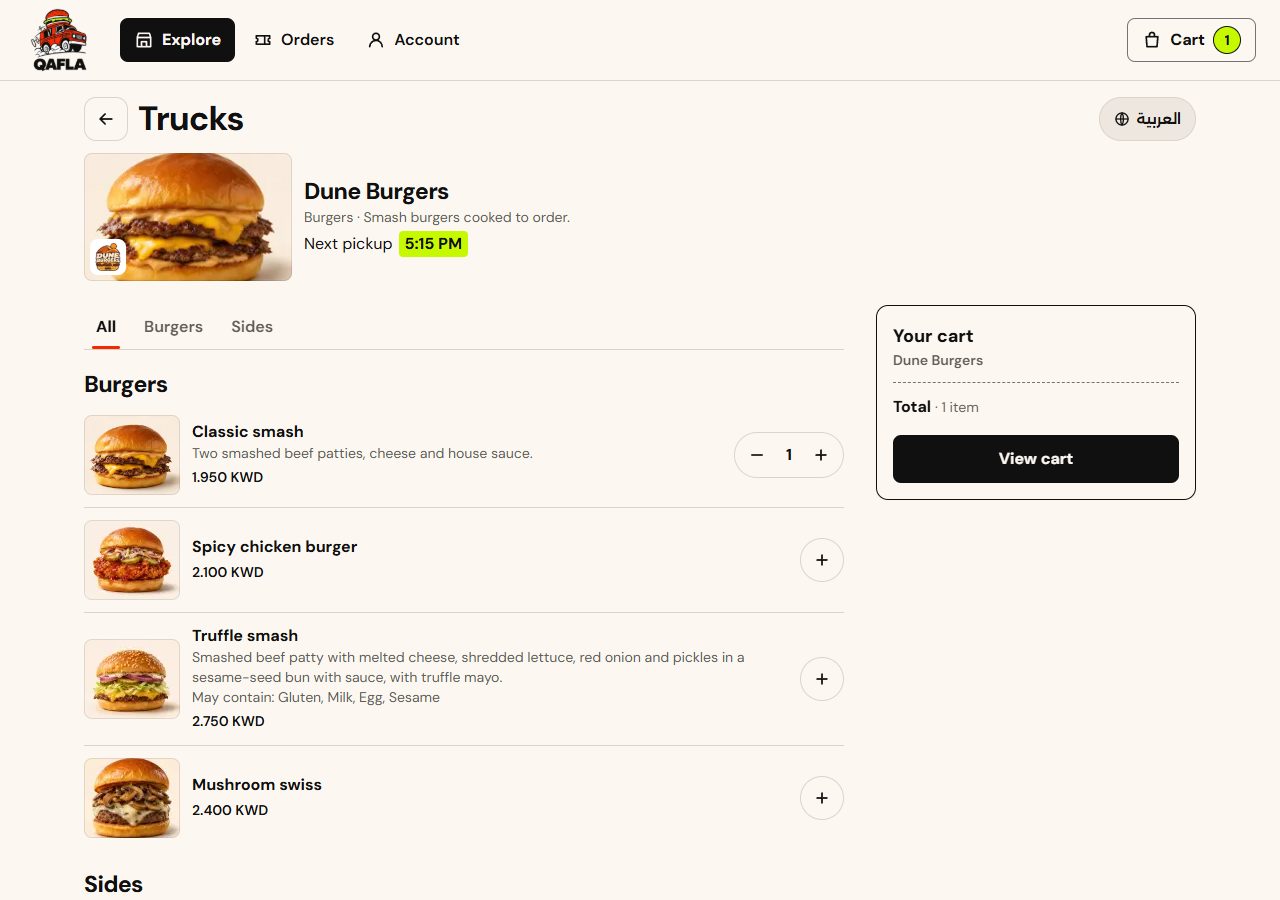 QAFLA
Explore
Orders
Account
Cart 1
Trucks
العربية
DUNE
BURGERS
Dune Burgers
Burgers · Smash burgers cooked to order.
Next pickup 5:15 PM
All
Burgers
Sides
Burgers
Classic smash
Two smashed beef patties, cheese and house sauce.
1.950 KWD
1
Spicy chicken burger
2.100 KWD
Truffle smash
Smashed beef patty with melted cheese, shredded lettuce, red onion and pickles in a
sesame-seed bun with sauce, with truffle mayo.
May contain: Gluten, Milk, Egg, Sesame
2.750 KWD
Mushroom swiss
2.400 KWD
Sides
Your cart
Dune Burgers
Total · 1 item
View cart